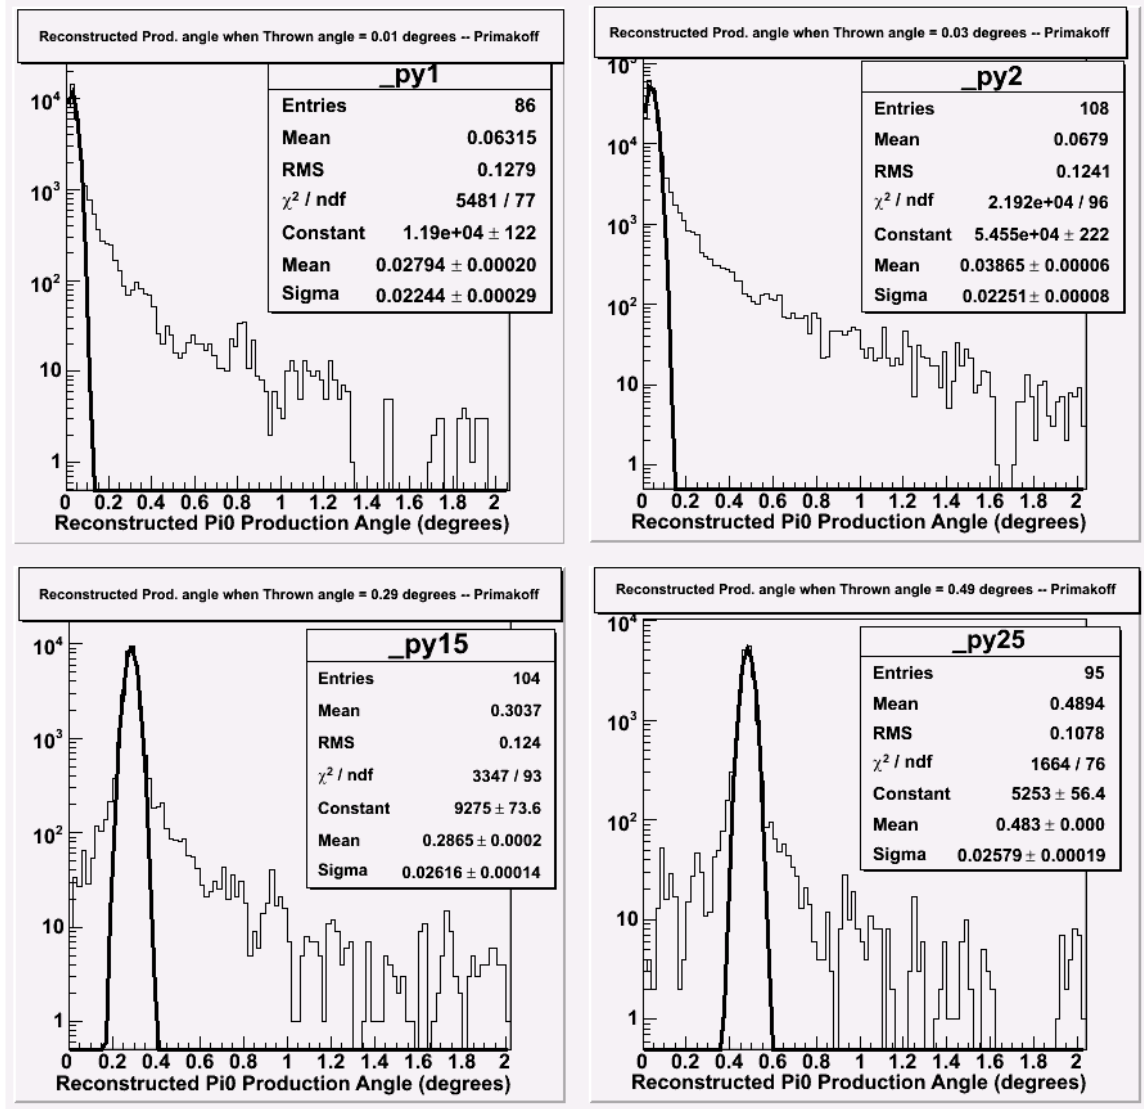 Reconstructed Prod. angle when Thrown angle = 0.01 degrees -- Primakoff
_py1
Entries 86
Mean 0.06315
RMS 0.1279
χ² / ndf 5481 / 77
Constant 1.19e+04 ± 122
Mean 0.02794 ± 0.00020
Sigma 0.02244 ± 0.00029
10⁴
10³
10²
10
1
0 0.2 0.4 0.6 0.8 1 1.2 1.4 1.6 1.8 2
Reconstructed Pi0 Production Angle (degrees)
Reconstructed Prod. angle when Thrown angle = 0.03 degrees -- Primakoff
_py2
Entries 108
Mean 0.0679
RMS 0.1241
χ² / ndf 2.192e+04 / 96
Constant 5.455e+04 ± 222
Mean 0.03865 ± 0.00006
Sigma 0.02251 ± 0.00008
10⁵
10⁴
10³
10²
10
1
0 0.2 0.4 0.6 0.8 1 1.2 1.4 1.6 1.8 2
Reconstructed Pi0 Production Angle (degrees)
Reconstructed Prod. angle when Thrown angle = 0.29 degrees -- Primakoff
_py15
Entries 104
Mean 0.3037
RMS 0.124
χ² / ndf 3347 / 93
Constant 9275 ± 73.6
Mean 0.2865 ± 0.0002
Sigma 0.02616 ± 0.00014
10⁴
10³
10²
10
1
0 0.2 0.4 0.6 0.8 1 1.2 1.4 1.6 1.8 2
Reconstructed Pi0 Production Angle (degrees)
Reconstructed Prod. angle when Thrown angle = 0.49 degrees -- Primakoff
_py25
Entries 95
Mean 0.4894
RMS 0.1078
χ² / ndf 1664 / 76
Constant 5253 ± 56.4
Mean 0.483 ± 0.000
Sigma 0.02579 ± 0.00019
10⁴
10³
10²
10
1
0 0.2 0.4 0.6 0.8 1 1.2 1.4 1.6 1.8 2
Reconstructed Pi0 Production Angle (degrees)